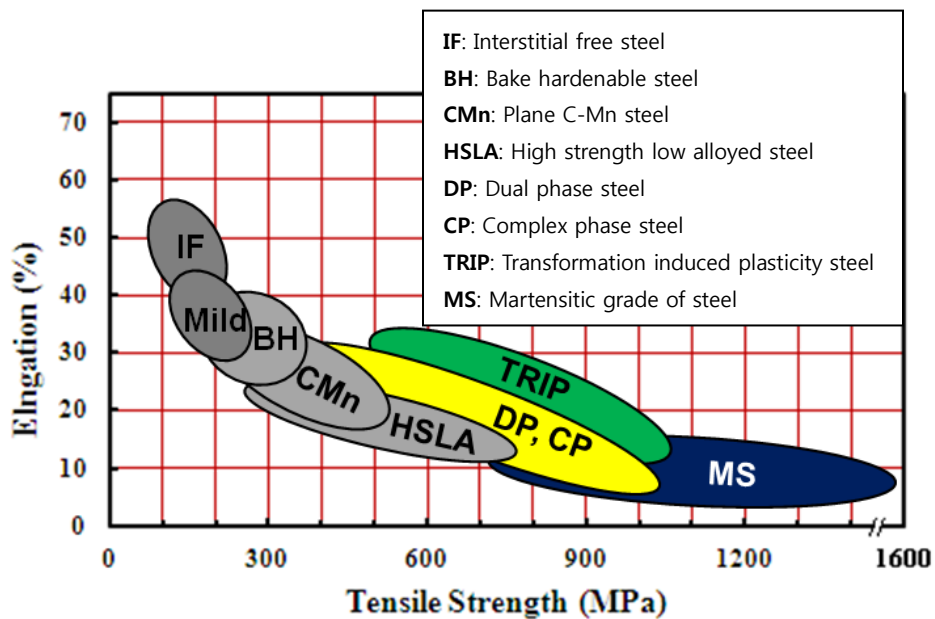 IF: Interstitial free steel
BH: Bake hardenable steel
CMn: Plane C-Mn steel
HSLA: High strength low alloyed steel
DP: Dual phase steel
CP: Complex phase steel
TRIP: Transformation induced plasticity steel
MS: Martensitic grade of steel
Elngation (%)
70
60
50
40
30
20
10
0
IF
Mild
BH
CMn
HSLA
TRIP
DP, CP
MS
0 300 600 900 1200 1600
Tensile Strength (MPa)